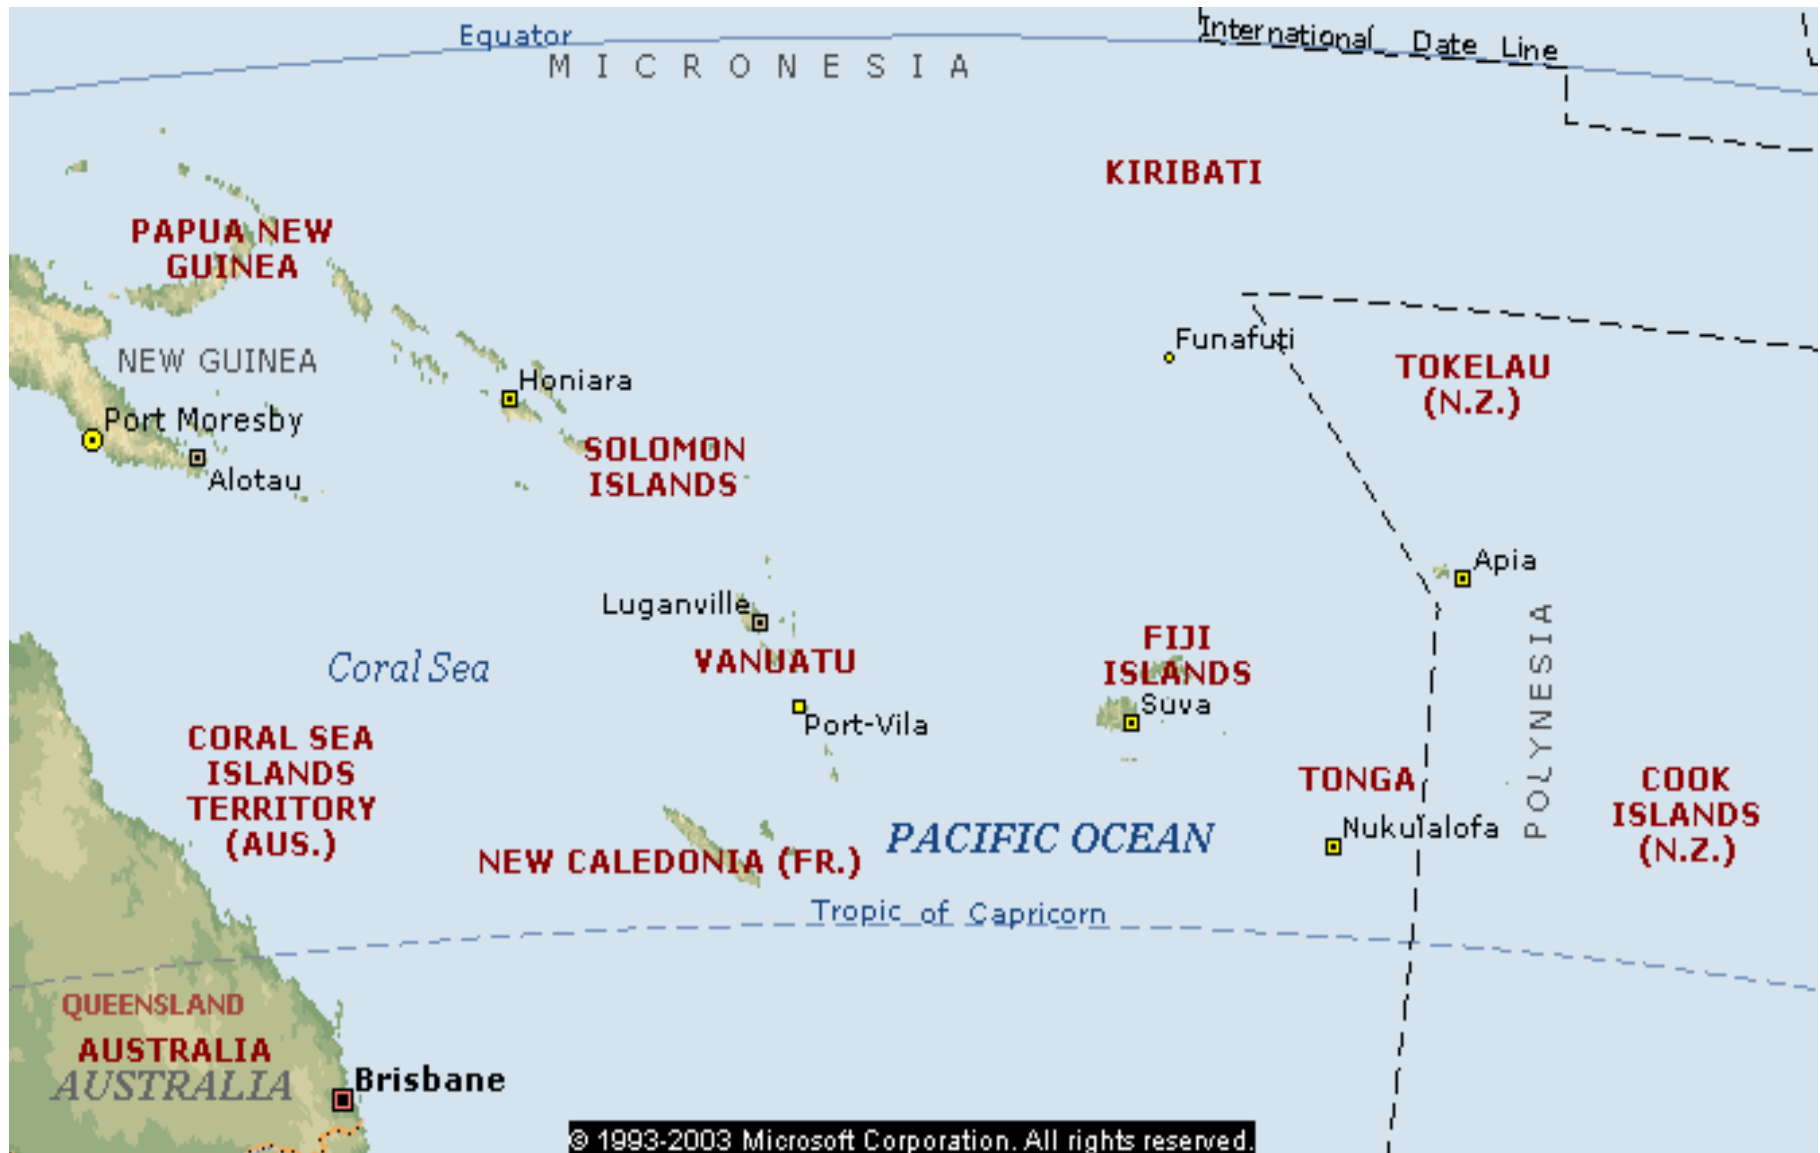 Equator
International Date Line
MICRONESIA
KIRIBATI
PAPUA NEW
GUINEA
NEW GUINEA
Funafuti
TOKELAU
(N.Z.)
Honiara
Port Moresby
Alotau
SOLOMON
ISLANDS
Apia
Luganville
VANUATU
FIJI
ISLANDS
Suva
Coral Sea
Port-Vila
POLYNESIA
CORAL SEA
ISLANDS
TERRITORY
(AUS.)
TONGA
COOK
ISLANDS
(N.Z.)
Nuku'alofa
PACIFIC OCEAN
NEW CALEDONIA (FR.)
Tropic of Capricorn
QUEENSLAND
AUSTRALIA
AUSTRALIA
Brisbane
© 1993-2003 Microsoft Corporation. All rights reserved.